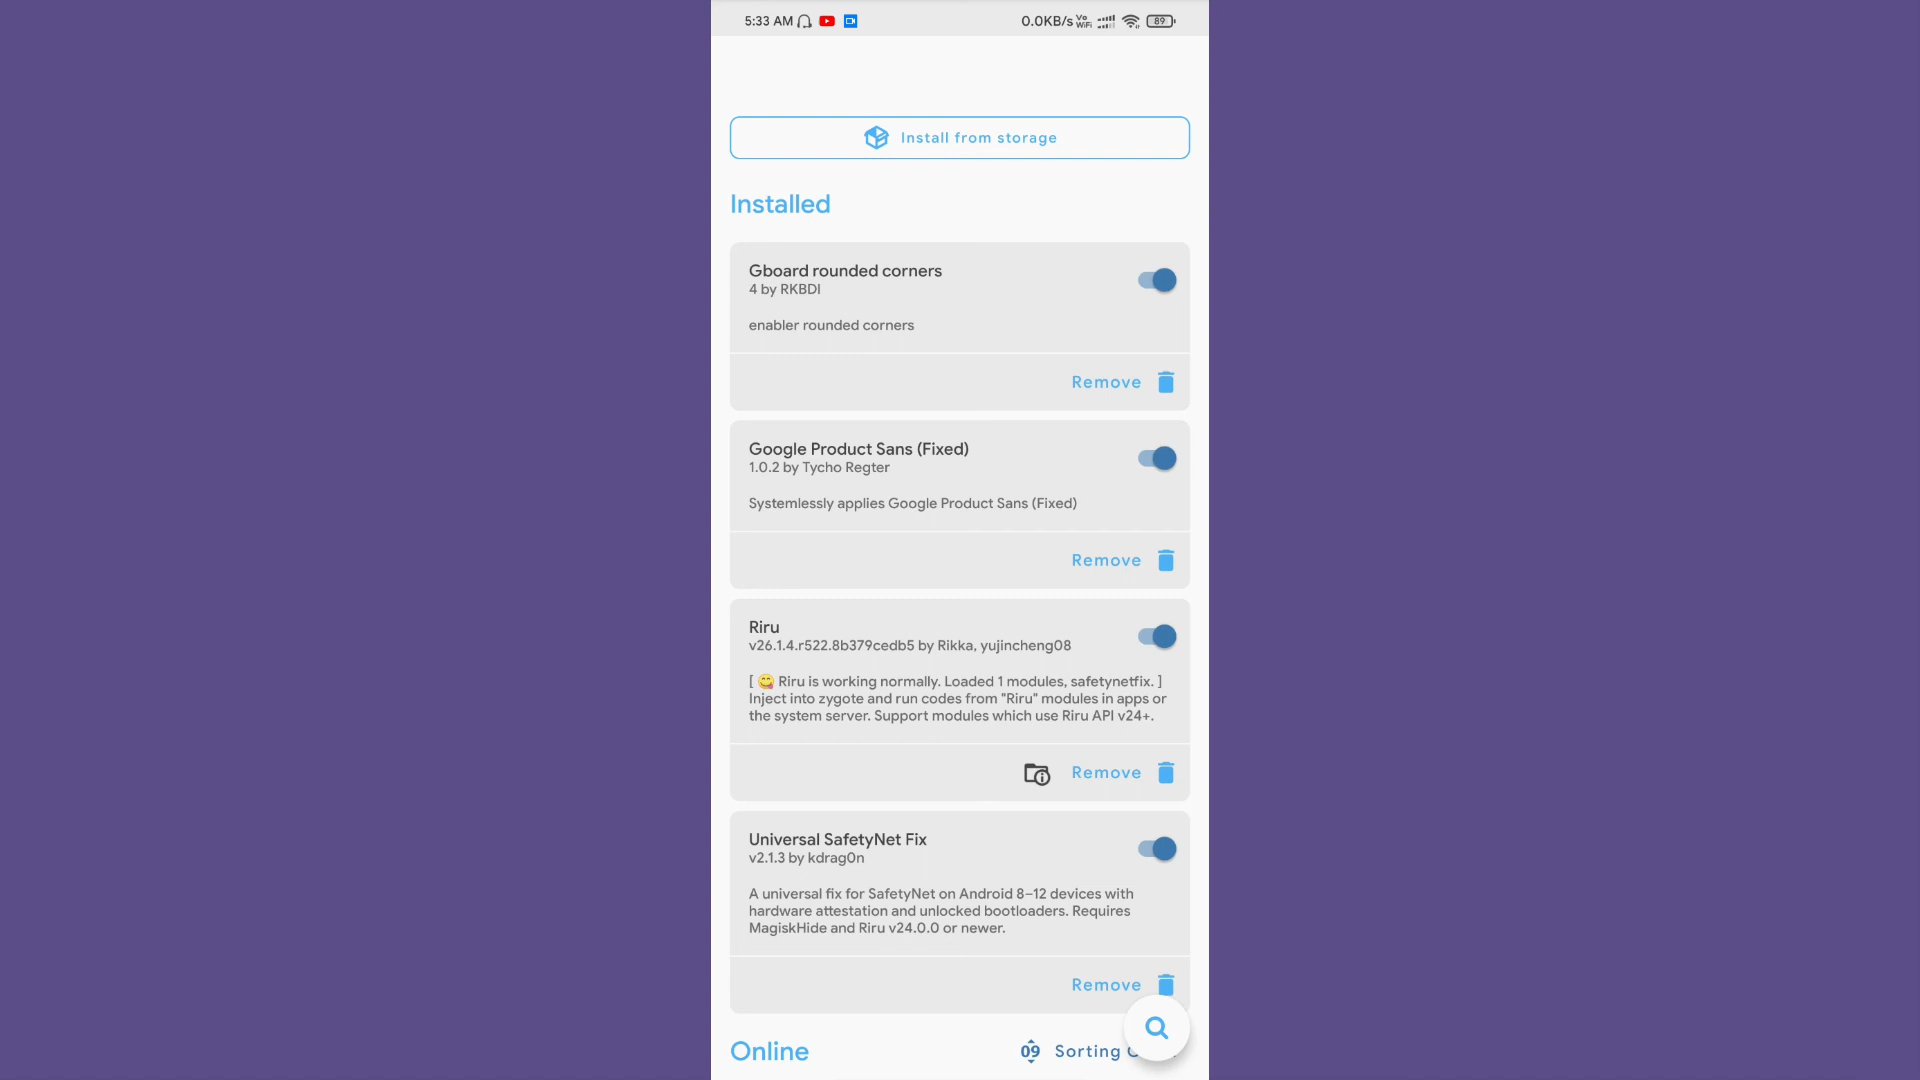 5:33 AM
0.0KB/s Vo WiFi 89
Install from storage
Installed
Gboard rounded corners
4 by RKBDI
enabler rounded corners
Remove
Google Product Sans (Fixed)
1.0.2 by Tycho Regter
Systemlessly applies Google Product Sans (Fixed)
Remove
Riru
v26.1.4.r522.8b379cedb5 by Rikka, yujincheng08
[ 😋 Riru is working normally. Loaded 1 modules, safetynetfix. ]
Inject into zygote and run codes from "Riru" modules in apps or
the system server. Support modules which use Riru API v24+.
Remove
Universal SafetyNet Fix
v2.1.3 by kdrag0n
A universal fix for SafetyNet on Android 8–12 devices with
hardware attestation and unlocked bootloaders. Requires
MagiskHide and Riru v24.0.0 or newer.
Remove
Online
09 Sorting